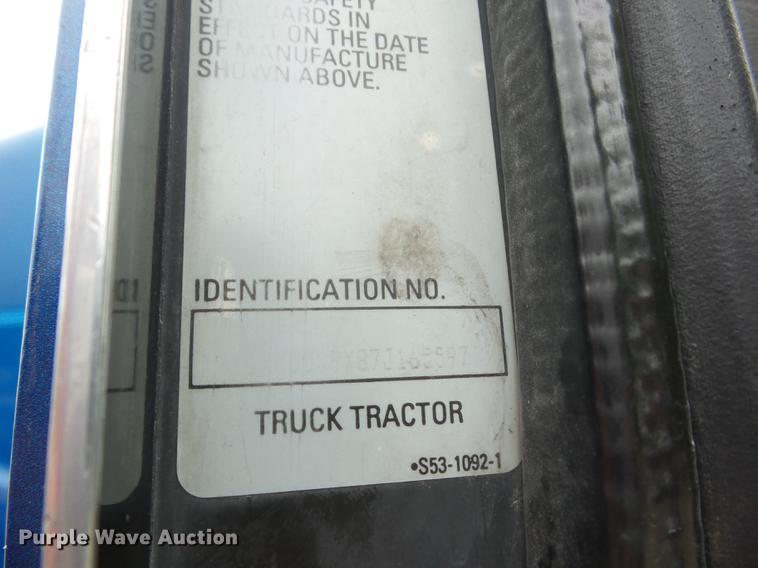 SAFETY
STANDARDS IN
EFFECT ON THE DATE
OF MANUFACTURE
SHOWN ABOVE.
IDENTIFICATION NO.
TRUCK TRACTOR
•S53-1092-1
Purple Wave Auction